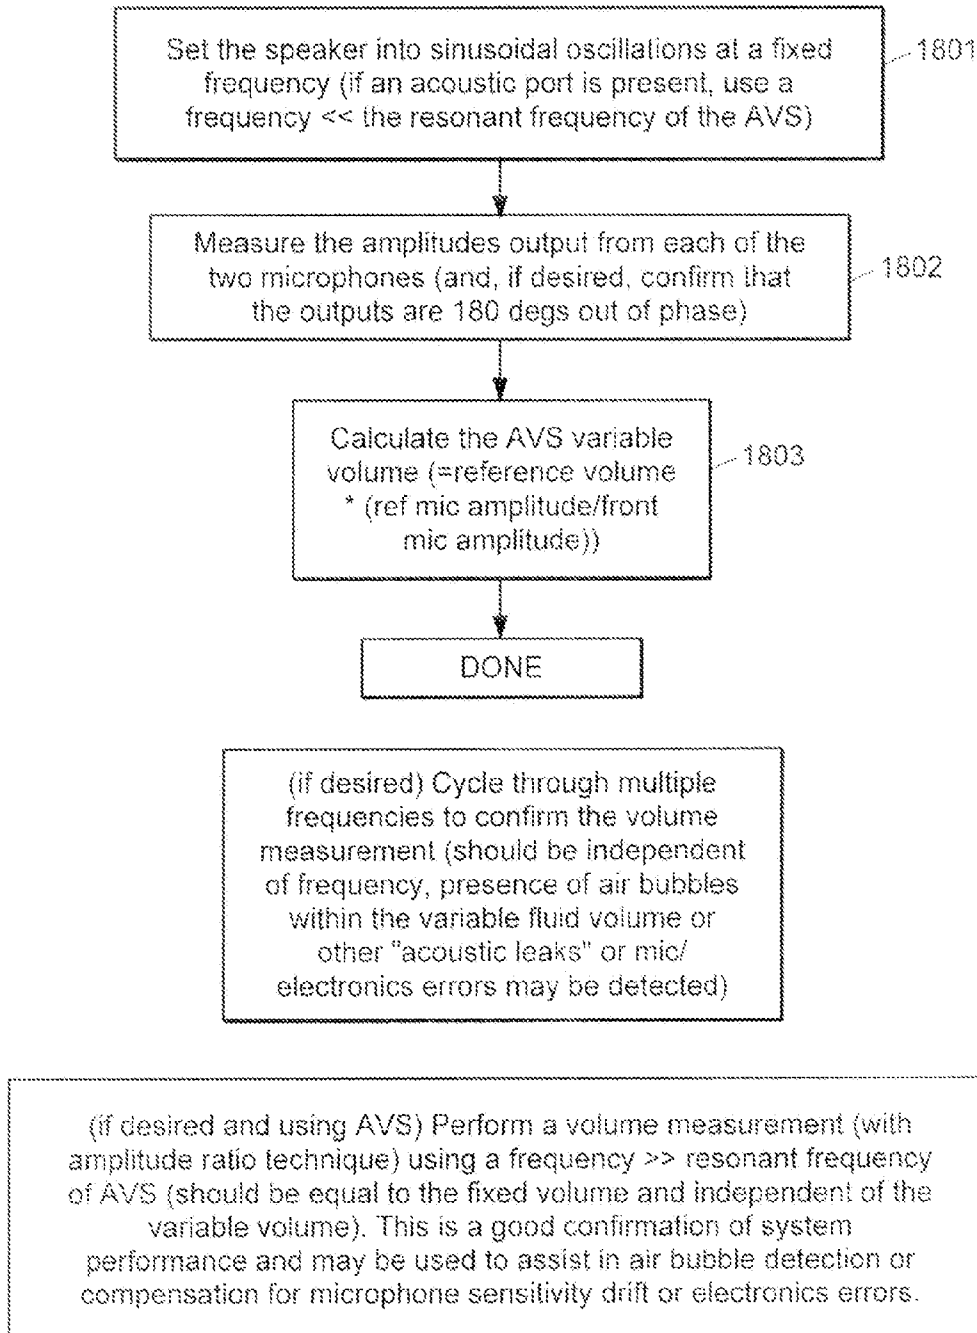 Set the speaker into sinusoidal oscillations at a fixed
frequency (if an acoustic port is present, use a
frequency << the resonant frequency of the AVS)
1801
Measure the amplitudes output from each of the
two microphones (and, if desired, confirm that
the outputs are 180 degs out of phase)
1802
Calculate the AVS variable
volume (=reference volume
* (ref mic amplitude/front
mic amplitude))
1803
DONE
(if desired) Cycle through multiple
frequencies to confirm the volume
measurement (should be independent
of frequency, presence of air bubbles
within the variable fluid volume or
other "acoustic leaks" or mic/
electronics errors may be detected)
(if desired and using AVS) Perform a volume measurement (with
amplitude ratio technique) using a frequency >> resonant frequency
of AVS (should be equal to the fixed volume and independent of the
variable volume). This is a good confirmation of system
performance and may be used to assist in air bubble detection or
compensation for microphone sensitivity drift or electronics errors.